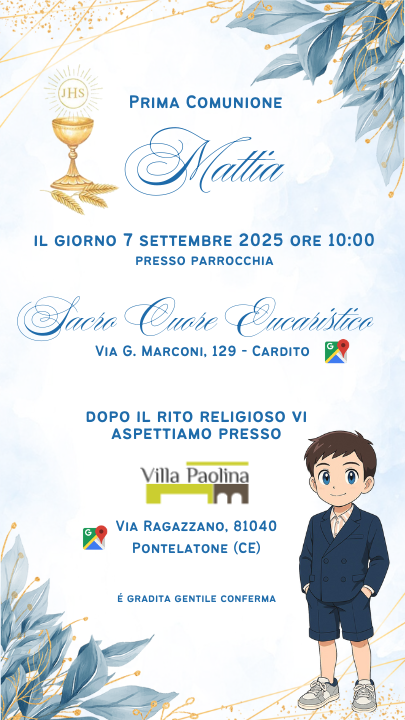 JHS
Prima Comunione
Mattia
il giorno 7 settembre 2025 ore 10:00
presso parrocchia
Sacro Cuore Eucaristico
Via G. Marconi, 129 - Cardito
dopo il rito religioso vi
aspettiamo presso
Villa Paolina
Via Ragazzano, 81040
Pontelatone (CE)
é gradita gentile conferma